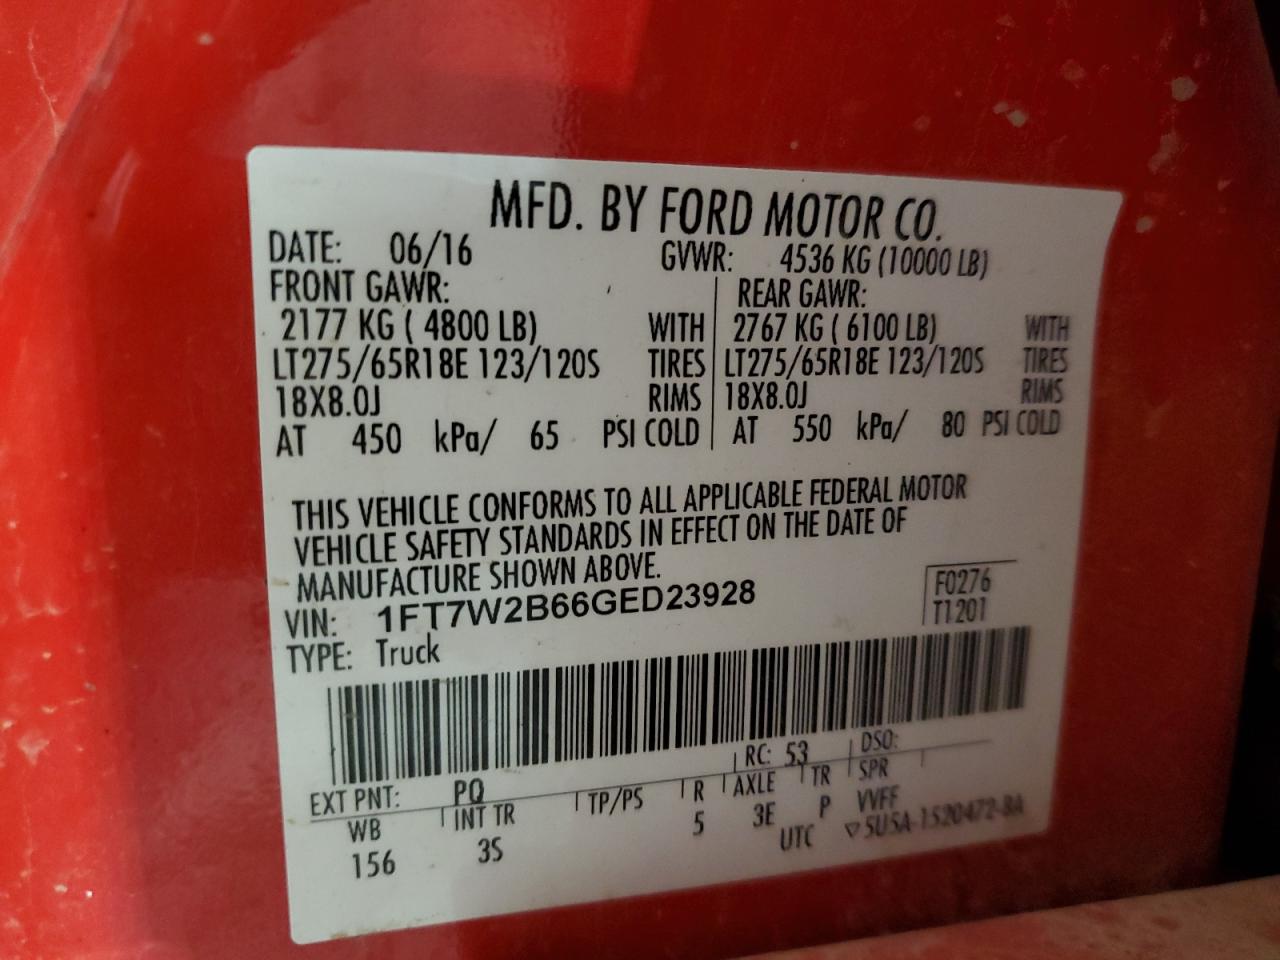 MFD. BY FORD MOTOR CO.
DATE: 06/16 GVWR: 4536 KG (10000 LB)
FRONT GAWR: REAR GAWR:
2177 KG ( 4800 LB) WITH 2767 KG ( 6100 LB) WITH
LT275/65R18E 123/120S TIRES LT275/65R18E 123/120S TIRES
18X8.0J RIMS 18X8.0J RIMS
AT 450 kPa/ 65 PSI COLD AT 550 kPa/ 80 PSI COLD
THIS VEHICLE CONFORMS TO ALL APPLICABLE FEDERAL MOTOR
VEHICLE SAFETY STANDARDS IN EFFECT ON THE DATE OF
MANUFACTURE SHOWN ABOVE.
VIN: 1FT7W2B66GED23928 F0276
TYPE: Truck T1201
EXT PNT: PQ RC: 53 DSO:
WB INT TR TP/PS R AXLE TR SPR
156 3S 5 3E P VVFF
UTC ▽5U5A-1520472-BA